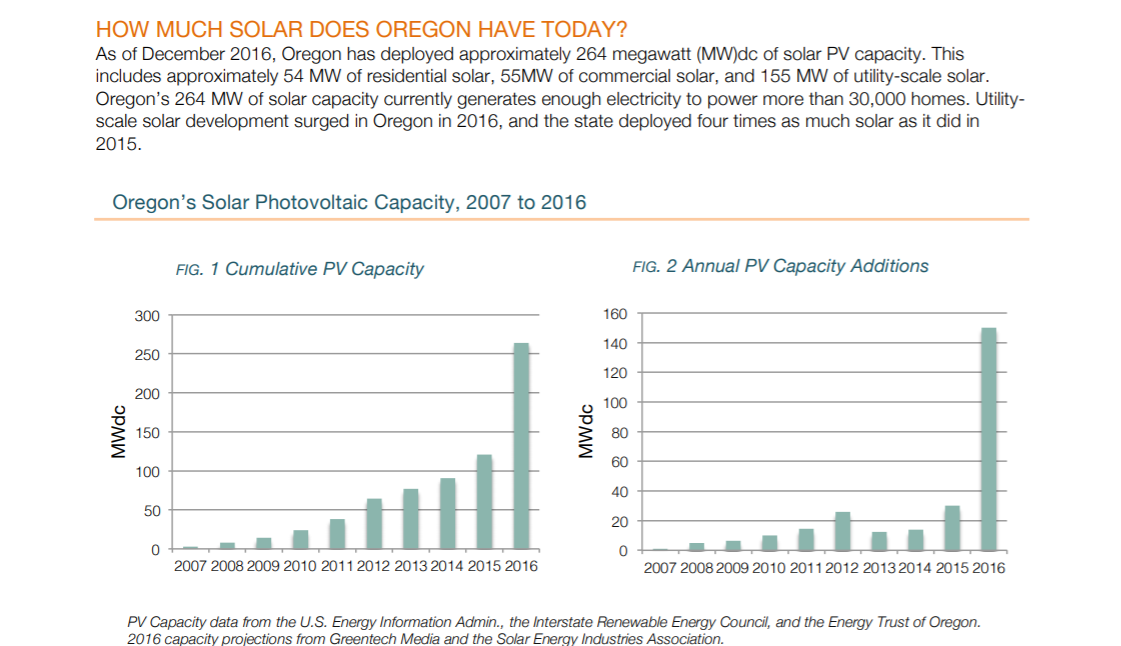 HOW MUCH SOLAR DOES OREGON HAVE TODAY?
As of December 2016, Oregon has deployed approximately 264 megawatt (MW)dc of solar PV capacity. This
includes approximately 54 MW of residential solar, 55MW of commercial solar, and 155 MW of utility-scale solar.
Oregon's 264 MW of solar capacity currently generates enough electricity to power more than 30,000 homes. Utility-
scale solar development surged in Oregon in 2016, and the state deployed four times as much solar as it did in
2015.
Oregon's Solar Photovoltaic Capacity, 2007 to 2016
FIG. 1 Cumulative PV Capacity
300
250
200
150
100
50
0
MWdc
2007 2008 2009 2010 2011 2012 2013 2014 2015 2016
FIG. 2 Annual PV Capacity Additions
160
140
120
100
80
60
40
20
0
MWdc
2007 2008 2009 2010 2011 2012 2013 2014 2015 2016
PV Capacity data from the U.S. Energy Information Admin., the Interstate Renewable Energy Council, and the Energy Trust of Oregon.
2016 capacity projections from Greentech Media and the Solar Energy Industries Association.